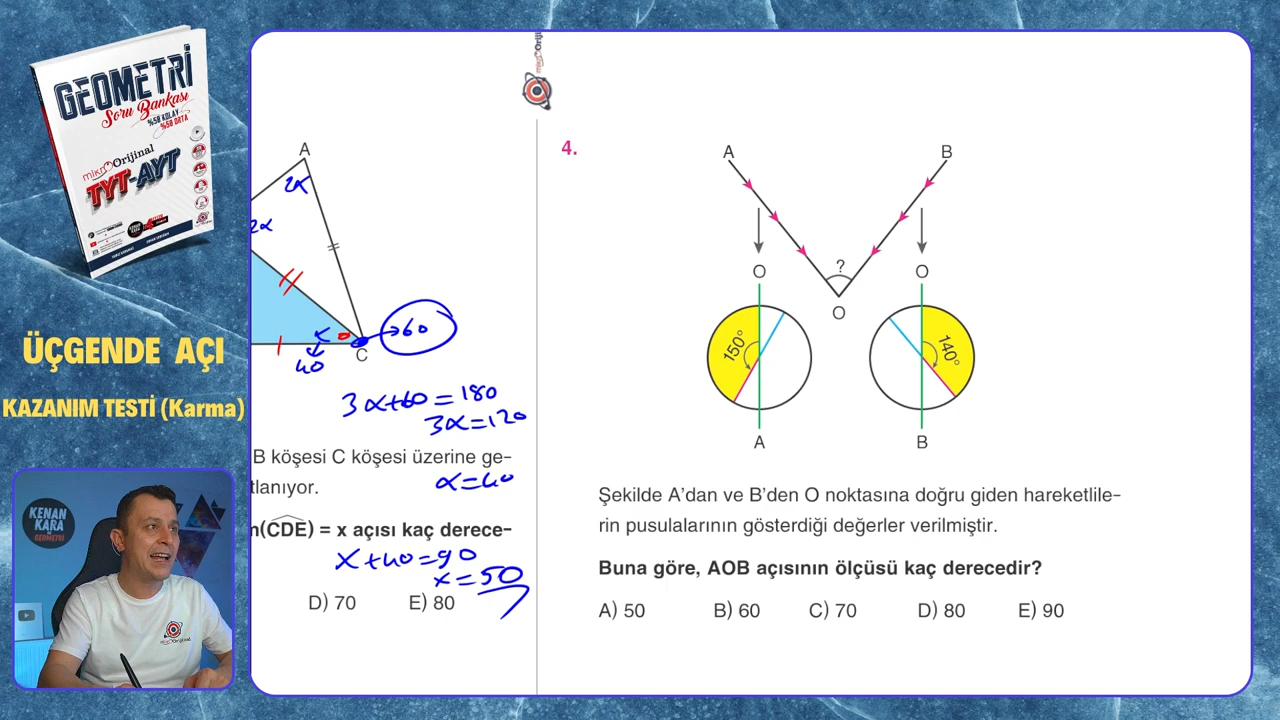 GEOMETRİ
Soru Bankası
%50 KOLAY
%50 ORTA
mikro Orijinal
TYT-AYT
ÜÇGENDE AÇI
KAZANIM TESTİ (Karma)
KENAN
KARA
GEOMETRİ
mikro Orijinal
A
2α
2α
60
40
C
3α+60=180
3α=120
B köşesi C köşesi üzerine ge-
tlanıyor.
α=40
m(CDE) = x açısı kaç derece-
x+40=90
x=50
D) 70 E) 80
4.
A B
?
O O
O
150° 140°
A B
Şekilde A'dan ve B'den O noktasına doğru giden hareketlile-
rin pusulalarının gösterdiği değerler verilmiştir.
Buna göre, AOB açısının ölçüsü kaç derecedir?
A) 50 B) 60 C) 70 D) 80 E) 90